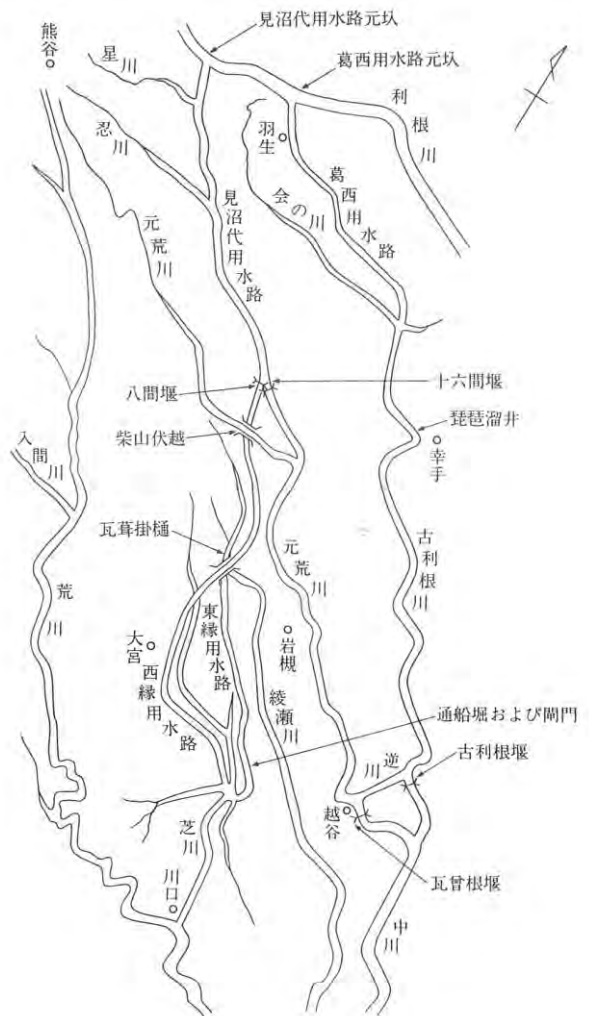 見沼代用水路元圦
熊谷
星川
葛西用水路元圦
利根川
忍川
羽生
見沼代用水路
葛西用水路
会の川
元荒川
八間堰
十六間堰
柴山伏越
琵琶溜井
幸手
入間川
瓦葺掛樋
元荒川
古利根川
荒川
東縁用水路
岩槻
大宮
西縁用水路
綾瀬川
通船堀および閘門
逆川
古利根堰
越谷
芝川
瓦曾根堰
川口
中川